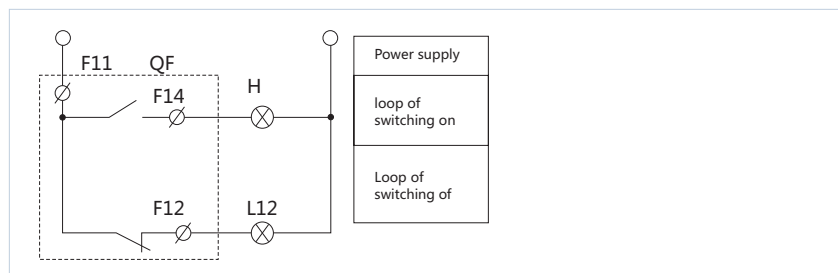 F11 QF
F14
H
F12
L12
Power supply
loop of
switching on
Loop of
switching of